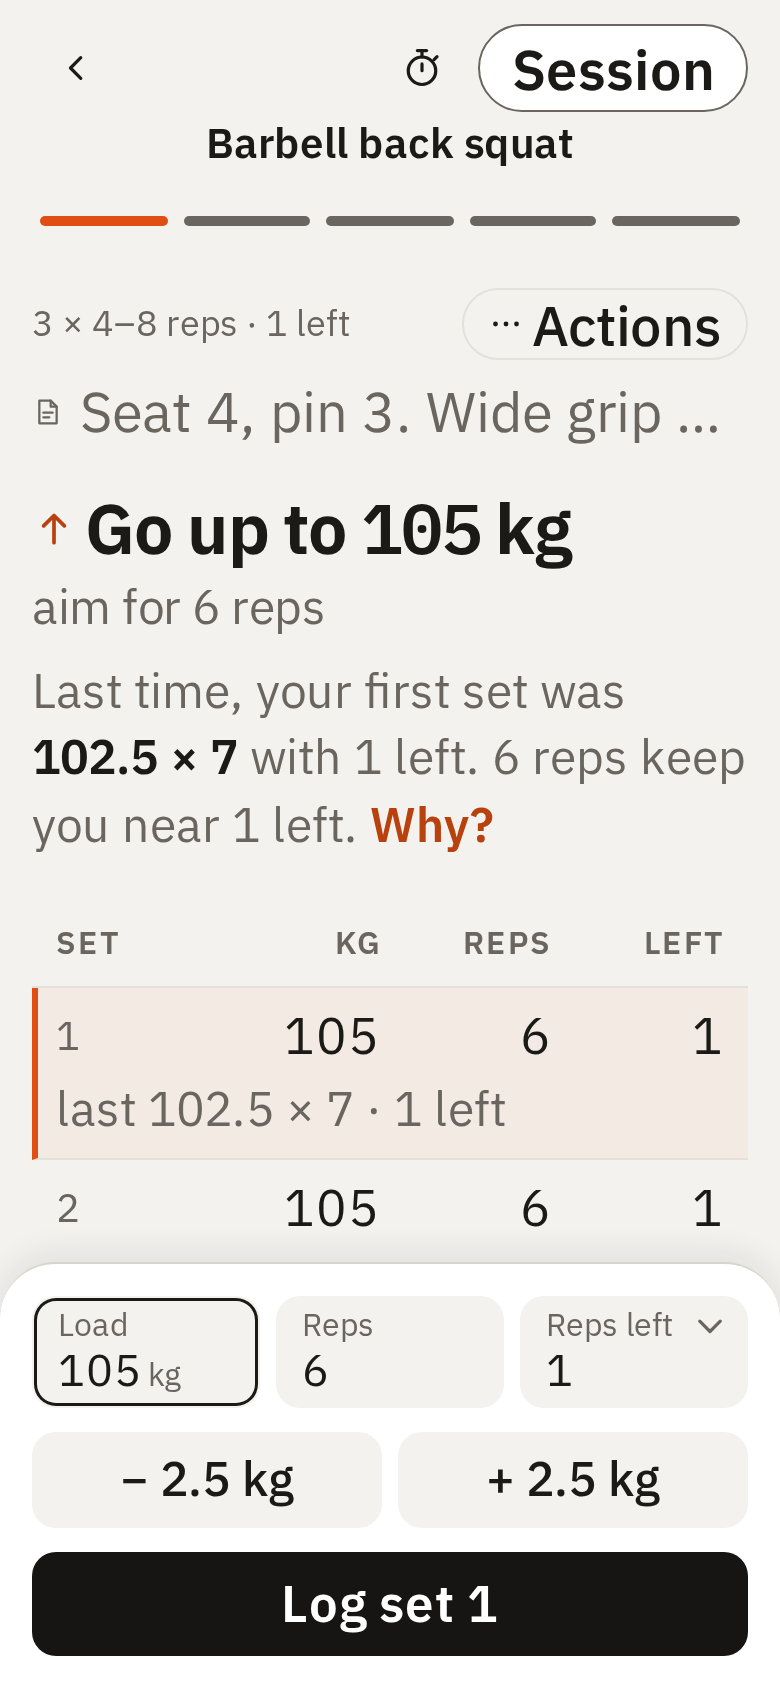 Session
Barbell back squat
3 × 4–8 reps · 1 left
··· Actions
Seat 4, pin 3. Wide grip ...
↑ Go up to 105 kg
aim for 6 reps
Last time, your first set was
102.5 × 7 with 1 left. 6 reps keep
you near 1 left. Why?
SET KG REPS LEFT
1 105 6 1
last 102.5 × 7 · 1 left
2 105 6 1
Load Reps Reps left
105 kg 6 1
− 2.5 kg + 2.5 kg
Log set 1